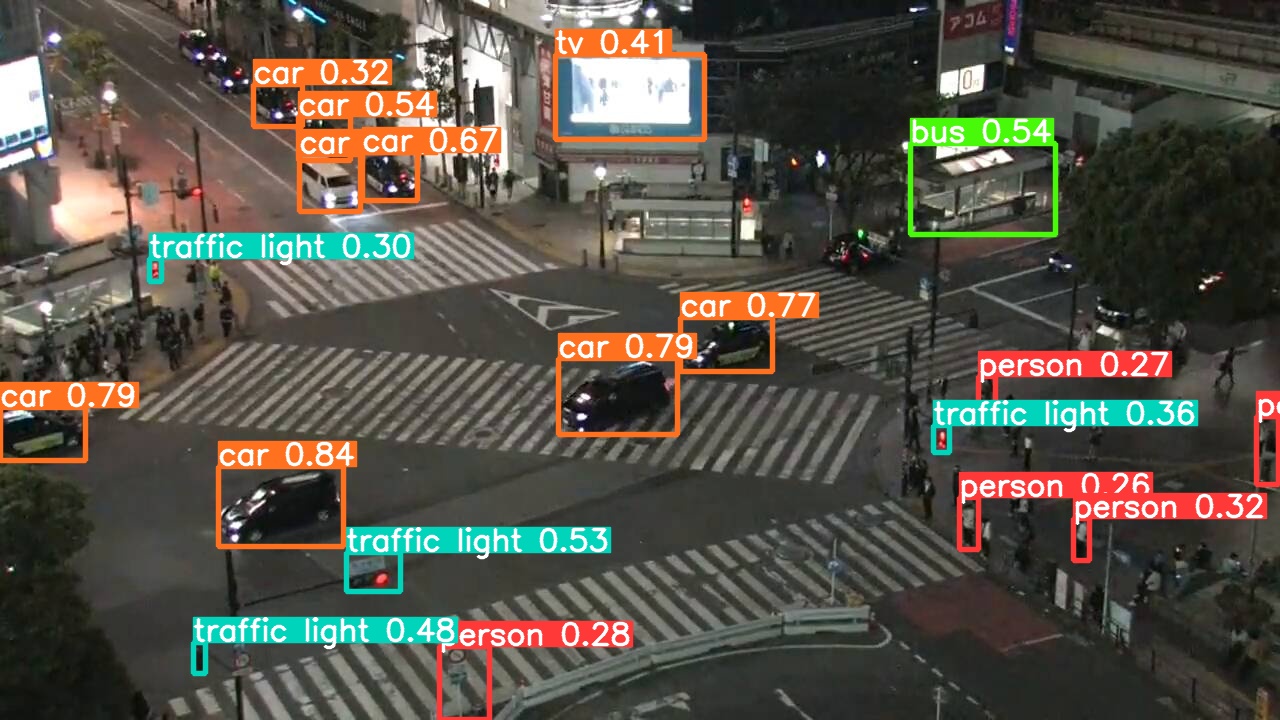 アコム
tv 0.41
car 0.32
car 0.54
car
car 0.67
bus 0.54
traffic light 0.30
car 0.77
car 0.79
person 0.27
car 0.79
traffic light 0.36
car 0.84
person 0.26
person 0.32
traffic light 0.53
traffic light 0.48
person 0.28